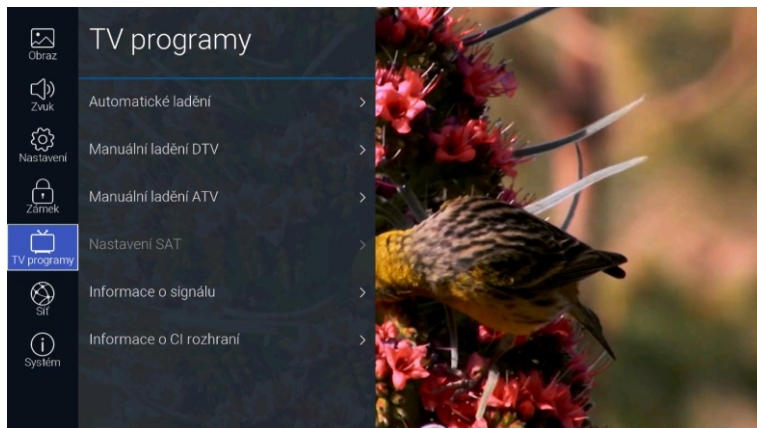 Obraz
Zvuk
Nastavení
Zámek
TV programy
Síť
Systém
TV programy
Automatické ladění
Manuální ladění DTV
Manuální ladění ATV
Nastavení SAT
Informace o signálu
Informace o CI rozhraní